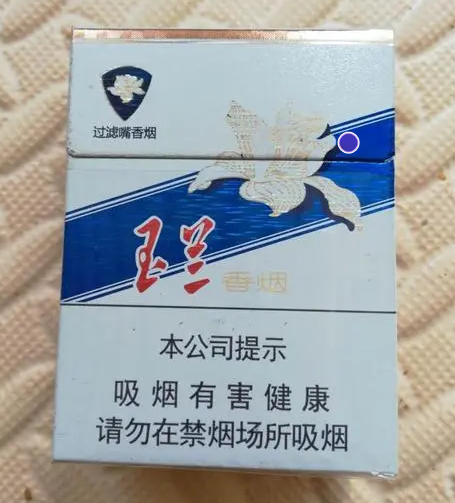 过滤嘴香烟
玉兰 香烟
本公司提示
吸烟有害健康
请勿在禁烟场所吸烟